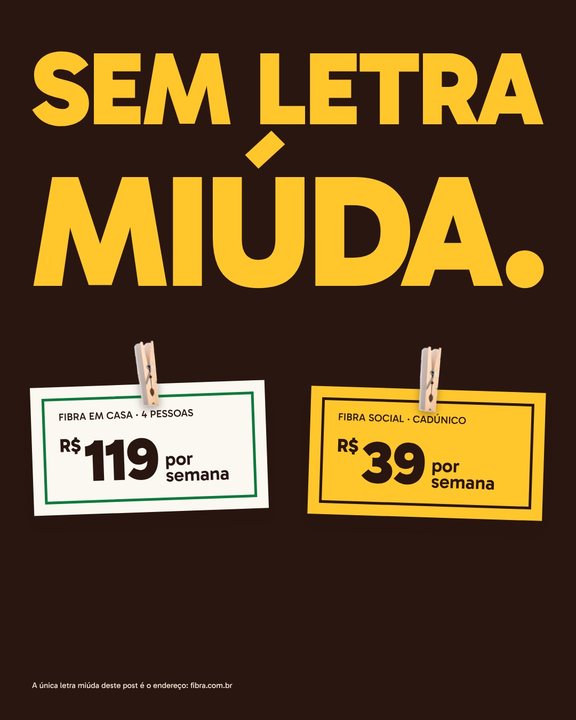 SEM LETRA
MIÚDA.
FIBRA EM CASA · 4 PESSOAS
R$ 119 por
semana
FIBRA SOCIAL · CADÚNICO
R$ 39 por
semana
A única letra miúda deste post é o endereço: fibra.com.br